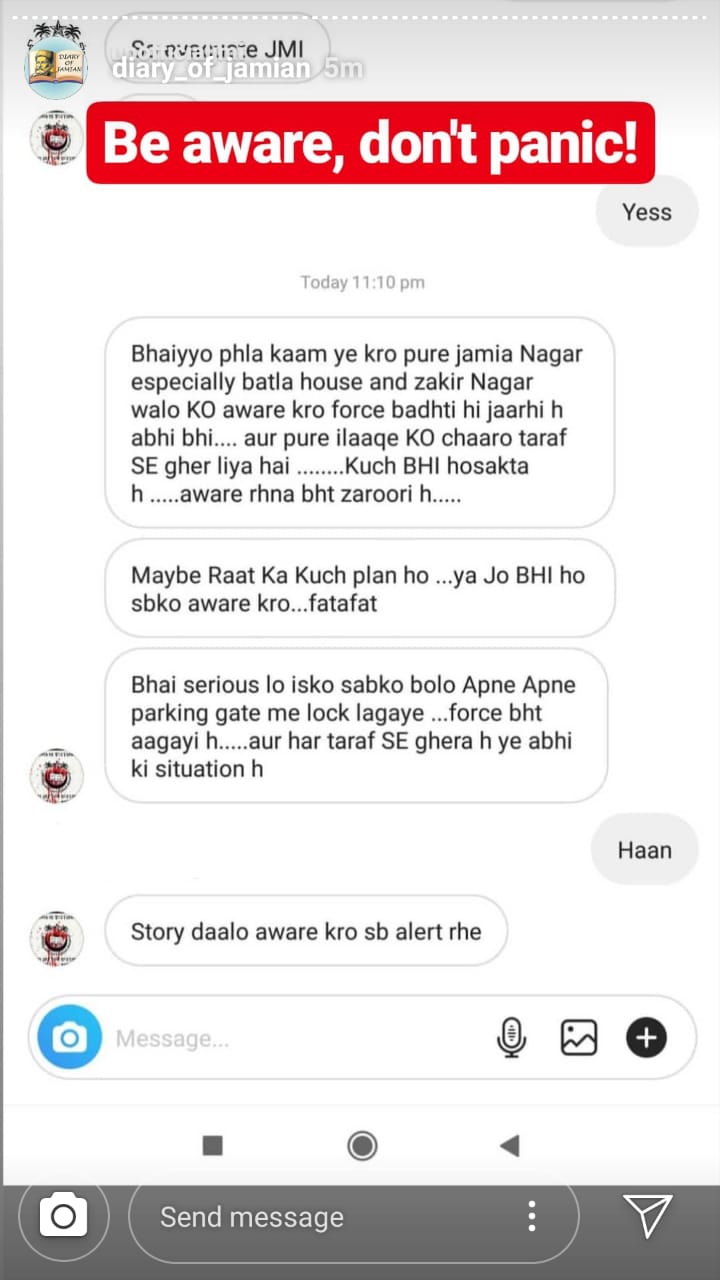 So evacuate JMI
diary_of_jamian 5m
DIARY
OF
JAMIAN
Be aware, don't panic!
Yess
Today 11:10 pm
Bhaiyyo phla kaam ye kro pure jamia Nagar
especially batla house and zakir Nagar
walo KO aware kro force badhti hi jaarhi h
abhi bhi.... aur pure ilaaqe KO chaaro taraf
SE gher liya hai ........Kuch BHI hosakta
h .....aware rhna bht zaroori h.....
Maybe Raat Ka Kuch plan ho ...ya Jo BHI ho
sbko aware kro...fatafat
Bhai serious lo isko sabko bolo Apne Apne
parking gate me lock lagaye ...force bht
aagayi h.....aur har taraf SE ghera h ye abhi
ki situation h
Haan
Story daalo aware kro sb alert rhe
Message...
Send message